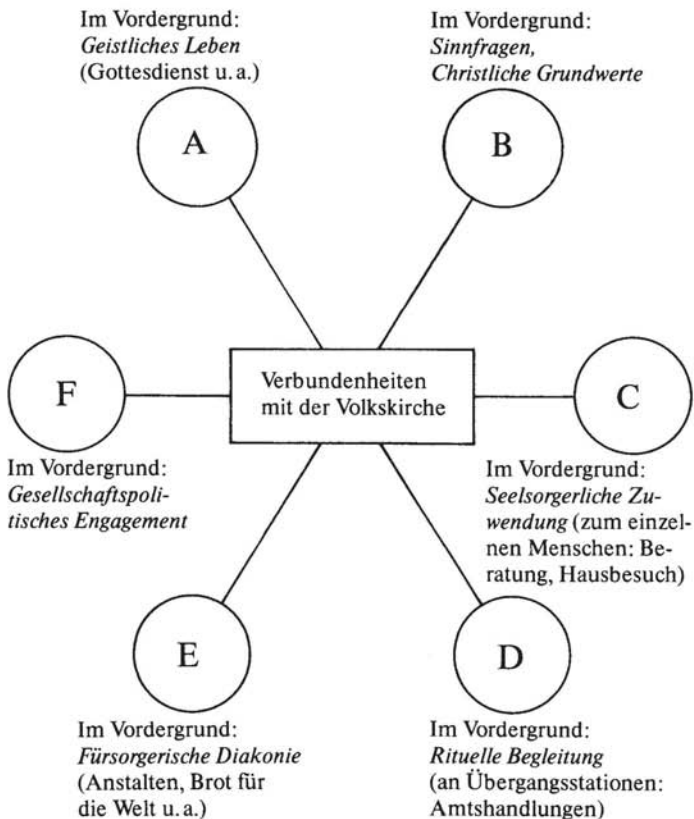 Im Vordergrund:
Geistliches Leben
(Gottesdienst u. a.)
A
Im Vordergrund:
Sinnfragen,
Christliche Grundwerte
B
Verbundenheiten
mit der Volkskirche
F
Im Vordergrund:
Gesellschaftspoli-
tisches Engagement
C
Im Vordergrund:
Seelsorgerliche Zu-
wendung (zum einzel-
nen Menschen: Be-
ratung, Hausbesuch)
E
Im Vordergrund:
Fürsorgerische Diakonie
(Anstalten, Brot für
die Welt u. a.)
D
Im Vordergrund:
Rituelle Begleitung
(an Übergangsstationen:
Amtshandlungen)